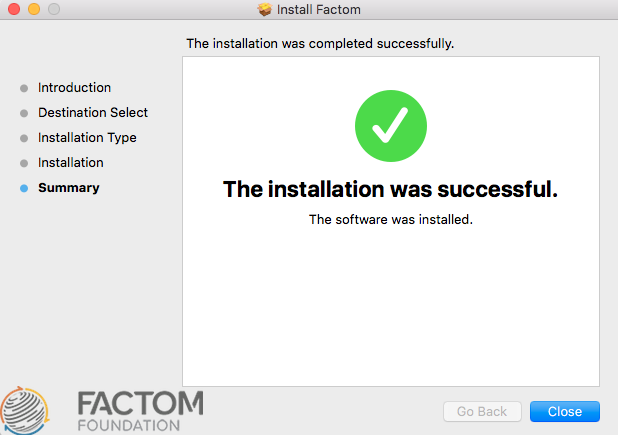 Install Factom
The installation was completed successfully.
Introduction
Destination Select
Installation Type
Installation
Summary
The installation was successful.
The software was installed.
FACTOM
FOUNDATION
Go Back
Close